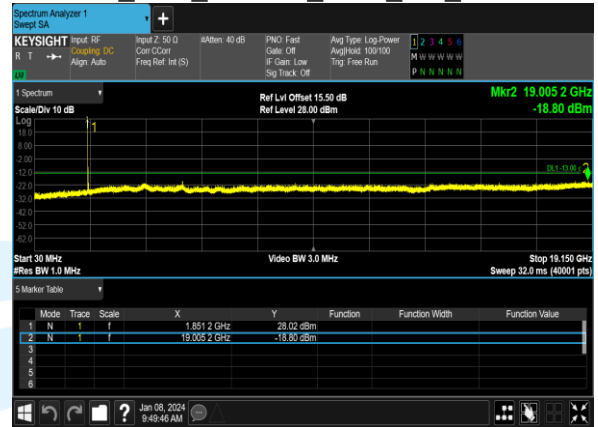 Spectrum Analyzer 1
Swept SA
KEYSIGHT Input: RF Input Z: 50 Ω #Atten: 40 dB PNO: Fast Avg Type: Log-Power 1 2 3 4 5 6
R T Coupling: DC Corr CCorr Gate: Off Avg|Hold: 100/100 M W W W W W
Align: Auto Freq Ref: Int (S) IF Gain: Low Trig: Free Run
LW Sig Track: Off P N N N N N
1 Spectrum Ref Lvl Offset 15.50 dB Mkr2 19.005 2 GHz
Scale/Div 10 dB Ref Level 28.00 dBm -18.80 dBm
Log
1
18.0
8.00
-2.00
-12.0 DL1 -13.00 2
-22.0
-32.0
-42.0
-52.0
-62.0
Start 30 MHz Video BW 3.0 MHz Stop 19.150 GHz
#Res BW 1.0 MHz Sweep 32.0 ms (40001 pts)
5 Marker Table
Mode Trace Scale X Y Function Function Width Function Value
1 N 1 f 1.851 2 GHz 28.02 dBm
2 N 1 f 19.005 2 GHz -18.80 dBm
3
4
5
6
? Jan 08, 2024
9:49:46 AM